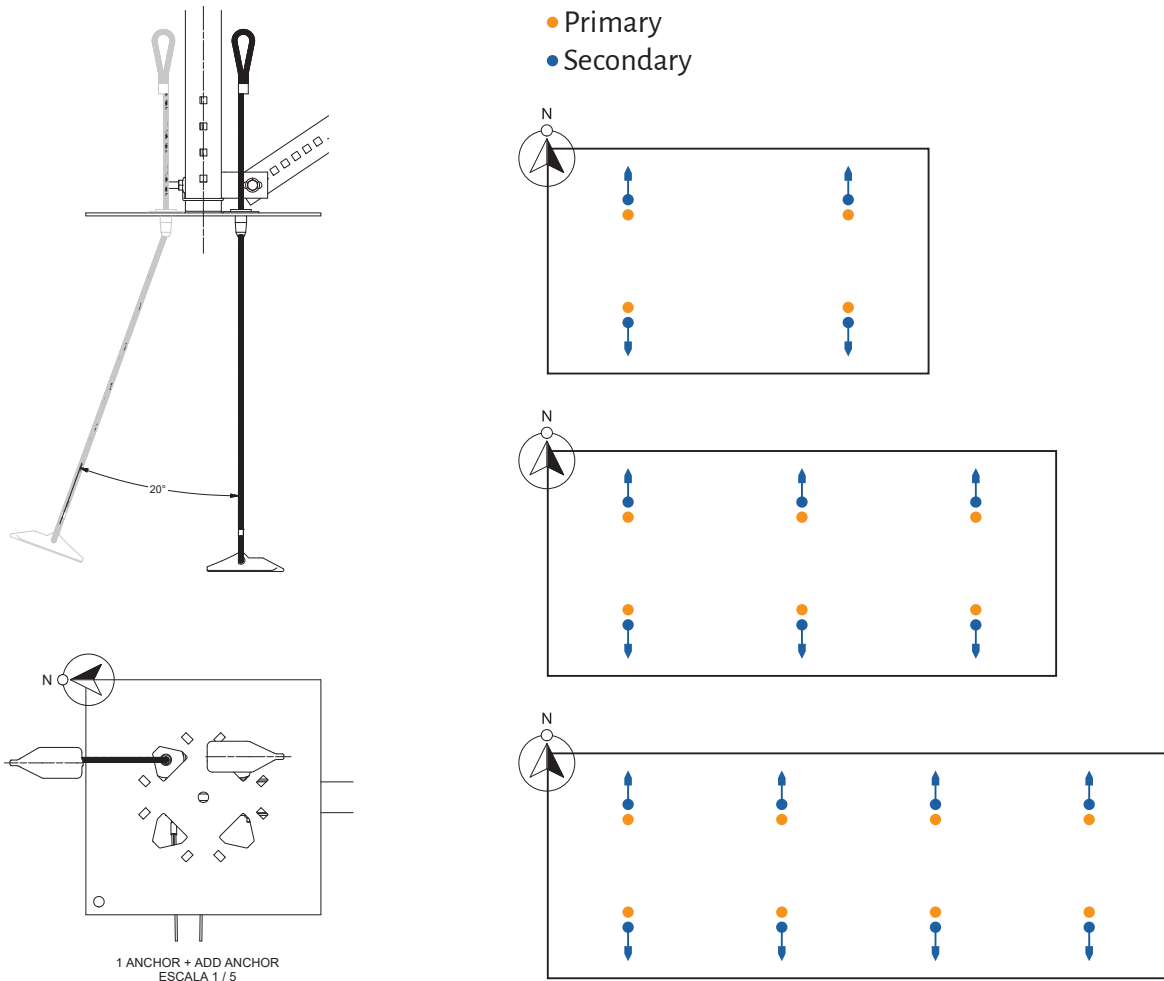 Primary
Secondary
N
N
20°
N
N
1 ANCHOR + ADD ANCHOR
ESCALA 1 / 5